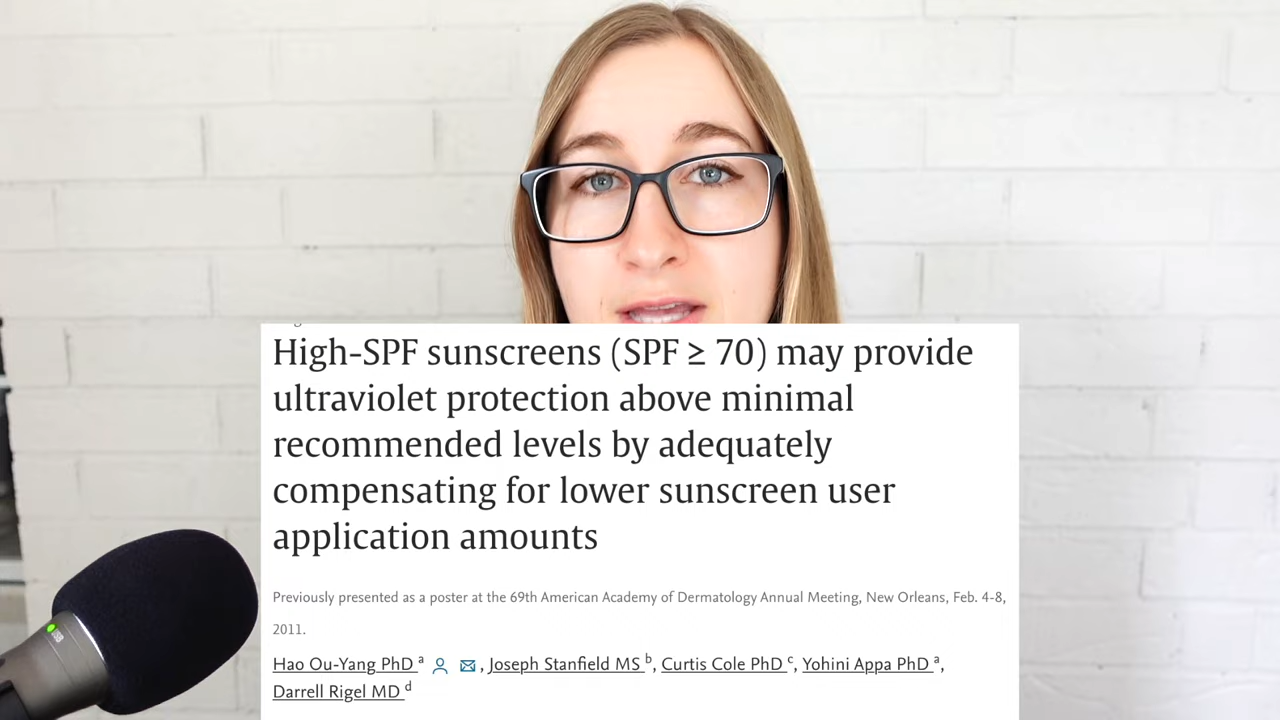 High-SPF sunscreens (SPF ≥ 70) may provide
ultraviolet protection above minimal
recommended levels by adequately
compensating for lower sunscreen user
application amounts
Previously presented as a poster at the 69th American Academy of Dermatology Annual Meeting, New Orleans, Feb. 4-8,
2011.
Hao Ou-Yang PhD a , Joseph Stanfield MS b, Curtis Cole PhD c, Yohini Appa PhD a,
Darrell Rigel MD d